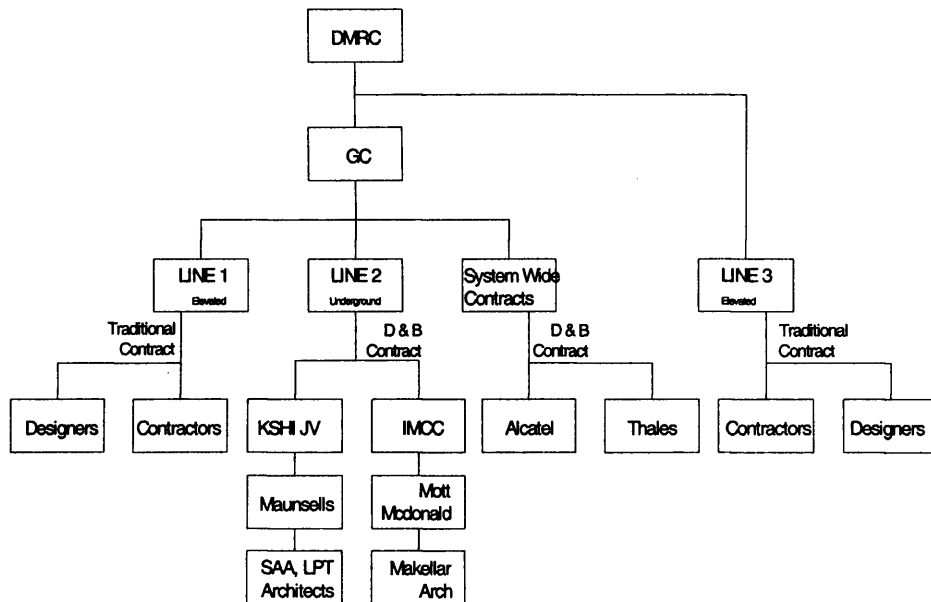 DMRC
GC
LINE 1
Elevated
LINE 2
Underground
System Wide
Contracts
LINE 3
Elevated
Traditional
Contract
D & B
Contract
D & B
Contract
Traditional
Contract
Designers
Contractors
KSHI JV
IMCC
Alcatel
Thales
Contractors
Designers
Maunsells
Mott
Mcdonald
SAA, LPT
Architects
Makellar
Arch